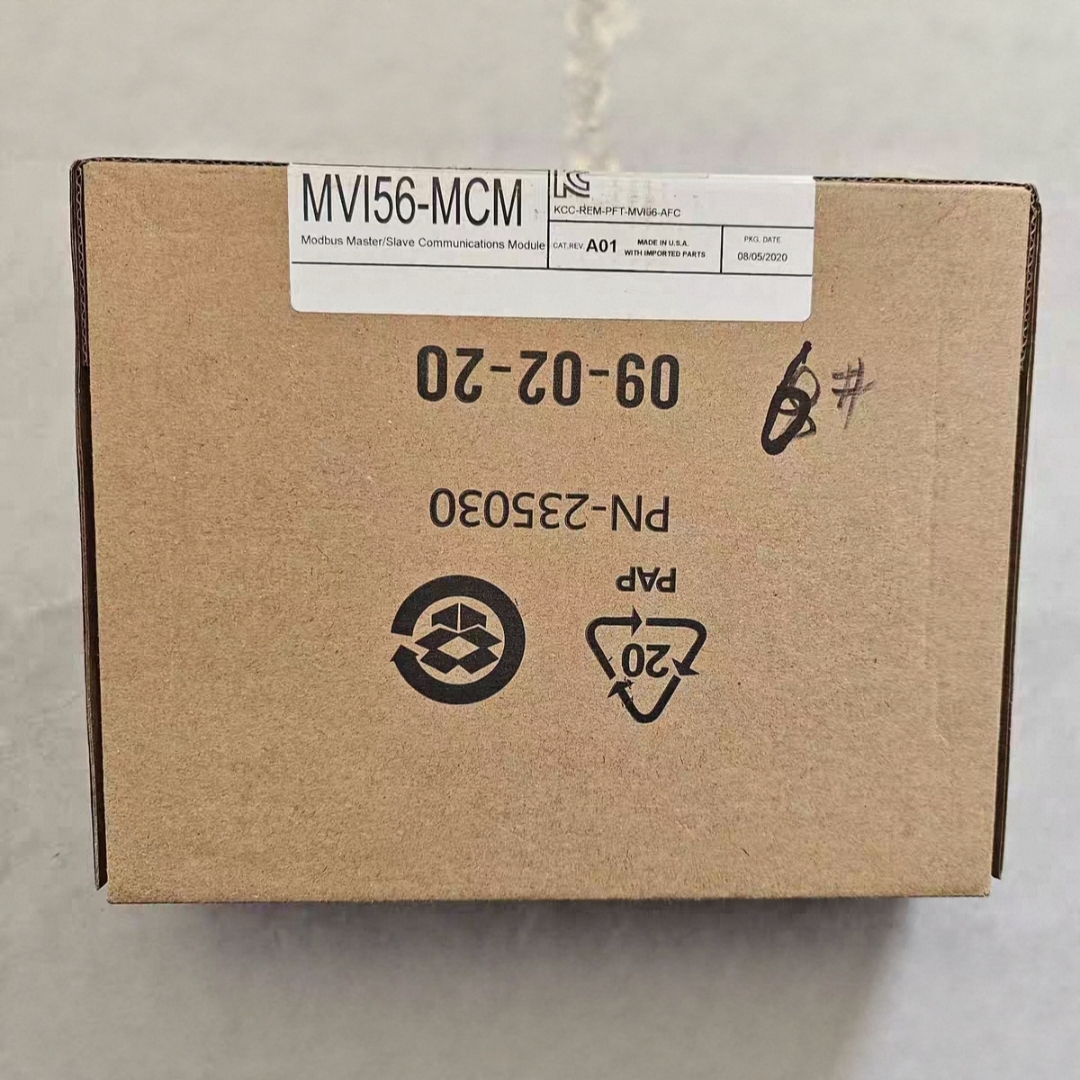 MVI56-MCM
Modbus Master/Slave Communications Module
KCC-REM-PFT-MVI56-AFC
CAT.REV. A01
MADE IN U.S.A.
WITH IMPORTED PARTS
PKG. DATE
08/05/2020
09-02-20
6#
PN-235030
PAP
20